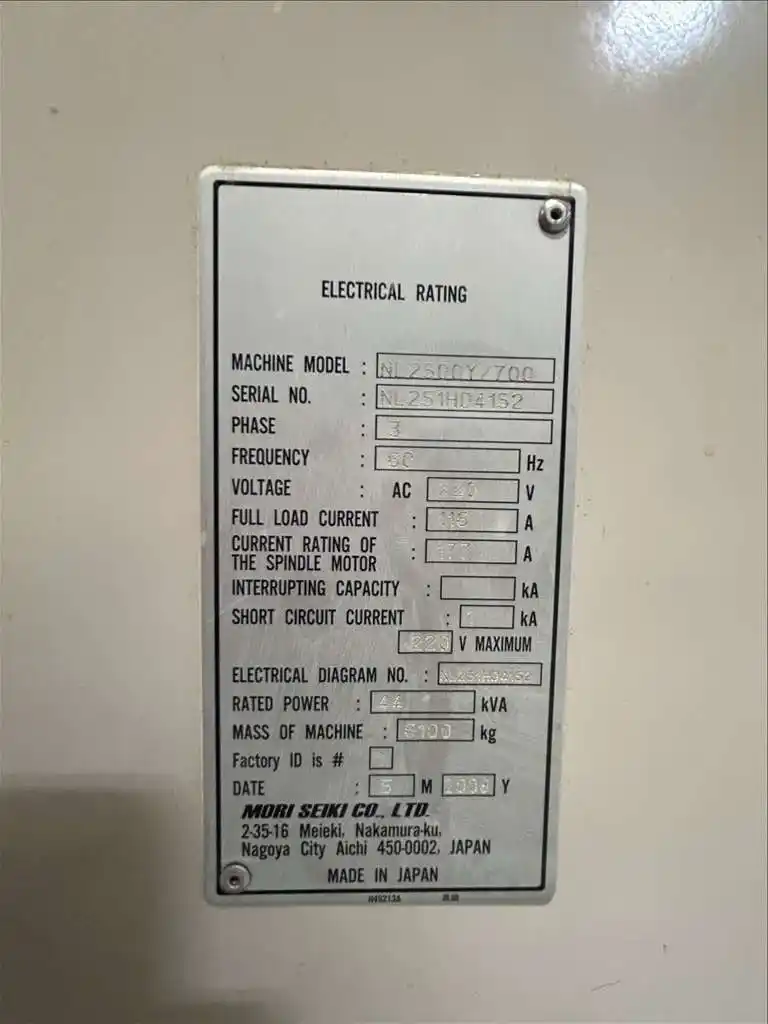 ELECTRICAL RATING
MACHINE MODEL : NL2500Y/700
SERIAL NO. : NL251HD4152
PHASE : 3
FREQUENCY : 60 Hz
VOLTAGE : AC 220 V
FULL LOAD CURRENT : 115 A
CURRENT RATING OF
THE SPINDLE MOTOR : A
INTERRUPTING CAPACITY : kA
SHORT CIRCUIT CURRENT : kA
220 V MAXIMUM
ELECTRICAL DIAGRAM NO. : NL251HD4152
RATED POWER : 44 kVA
MASS OF MACHINE : 6100 kg
Factory ID is #
DATE : 5 M Y
MORI SEIKI CO., LTD.
2-35-16 Meieki, Nakamura-ku,
Nagoya City Aichi 450-0002, JAPAN
MADE IN JAPAN